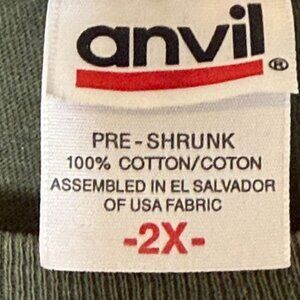 anvil®
PRE-SHRUNK
100% COTTON/COTON
ASSEMBLED IN EL SALVADOR
OF USA FABRIC
-2X-